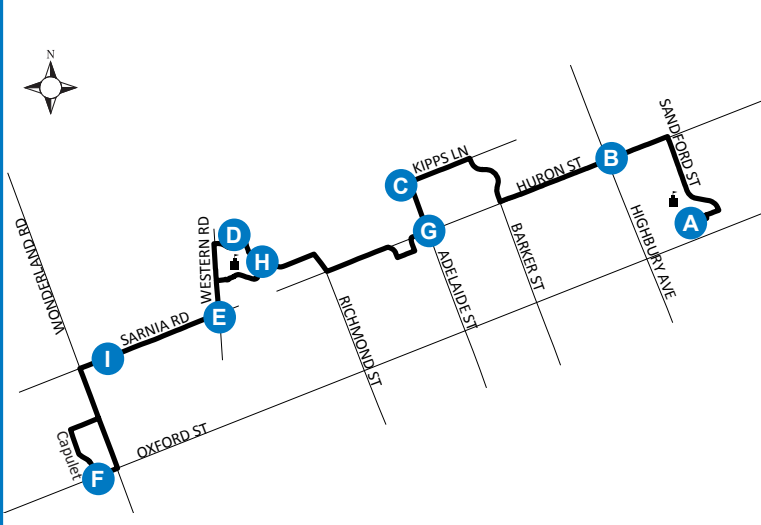 N
SANDFORD ST
KIPPS LN
B
HURON ST
C
WONDERLAND RD
WESTERN RD
D
G
A
HIGHBURY AVE
BARKER ST
ADELAIDE ST
H
E
SARNIA RD
RICHMOND ST
I
OXFORD ST
Capulet
F